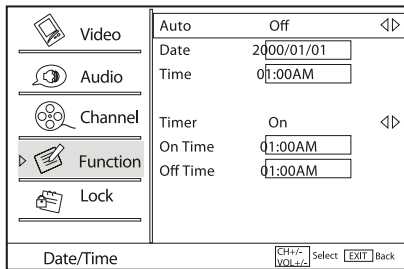 Video
Audio
Channel
Function
Lock
Auto Off
Date 2000/01/01
Time 01:00AM
Timer On
On Time 01:00AM
Off Time 01:00AM
Date/Time
CH+/- VOL+/- Select EXIT Back